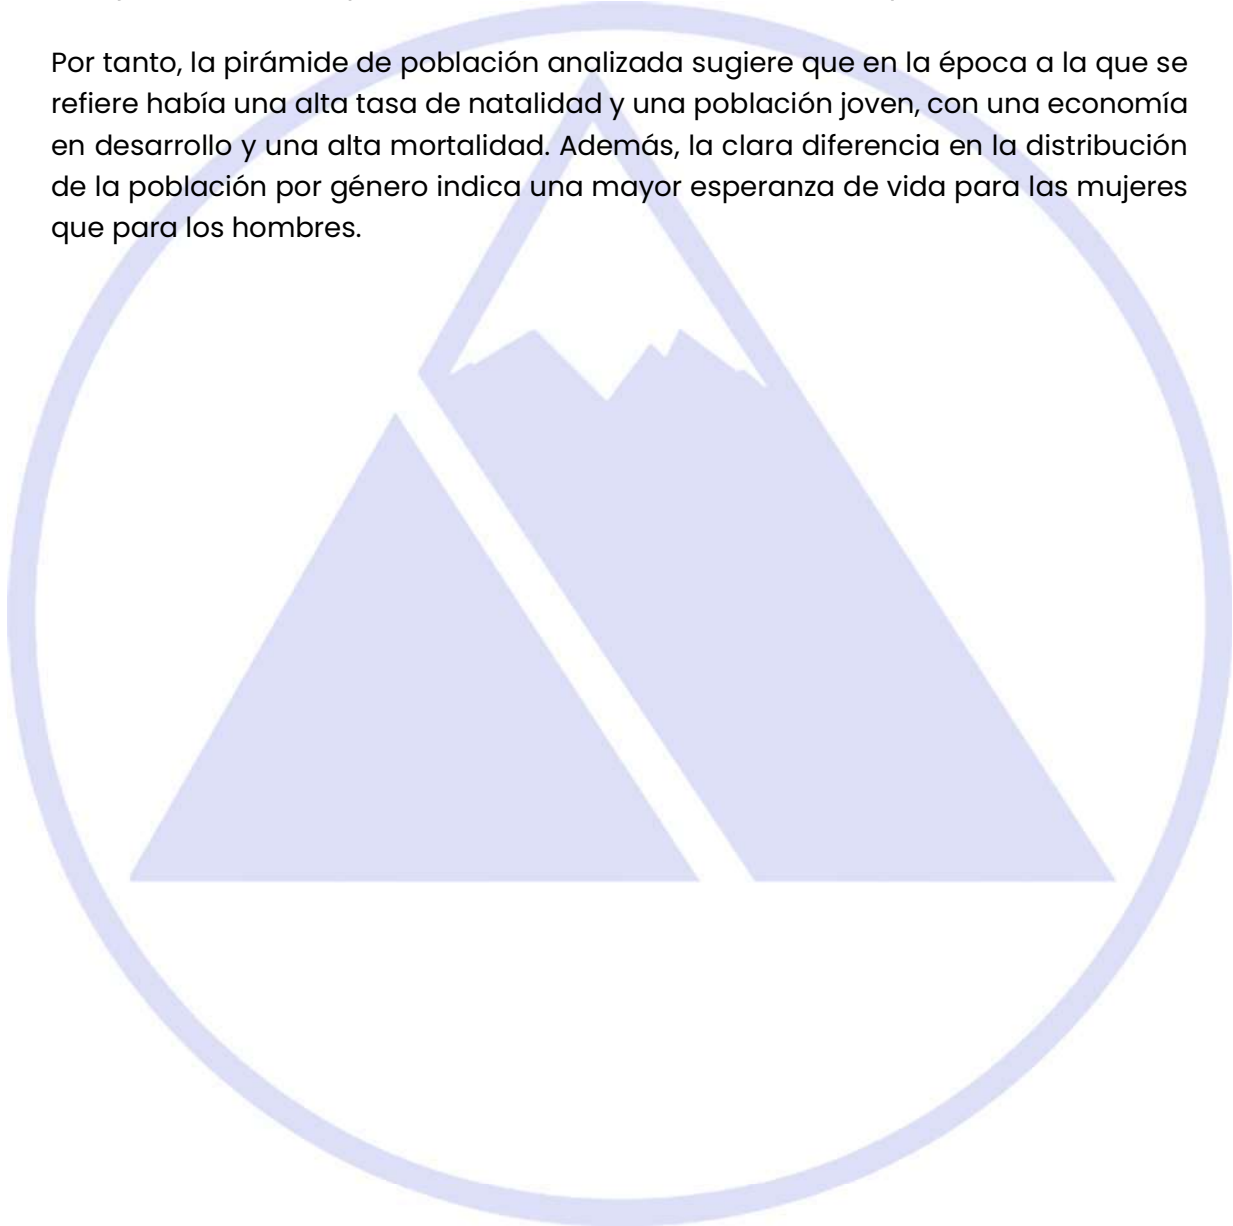 Por tanto, la pirámide de población analizada sugiere que en la época a la que se
refiere había una alta tasa de natalidad y una población joven, con una economía
en desarrollo y una alta mortalidad. Además, la clara diferencia en la distribución
de la población por género indica una mayor esperanza de vida para las mujeres
que para los hombres.